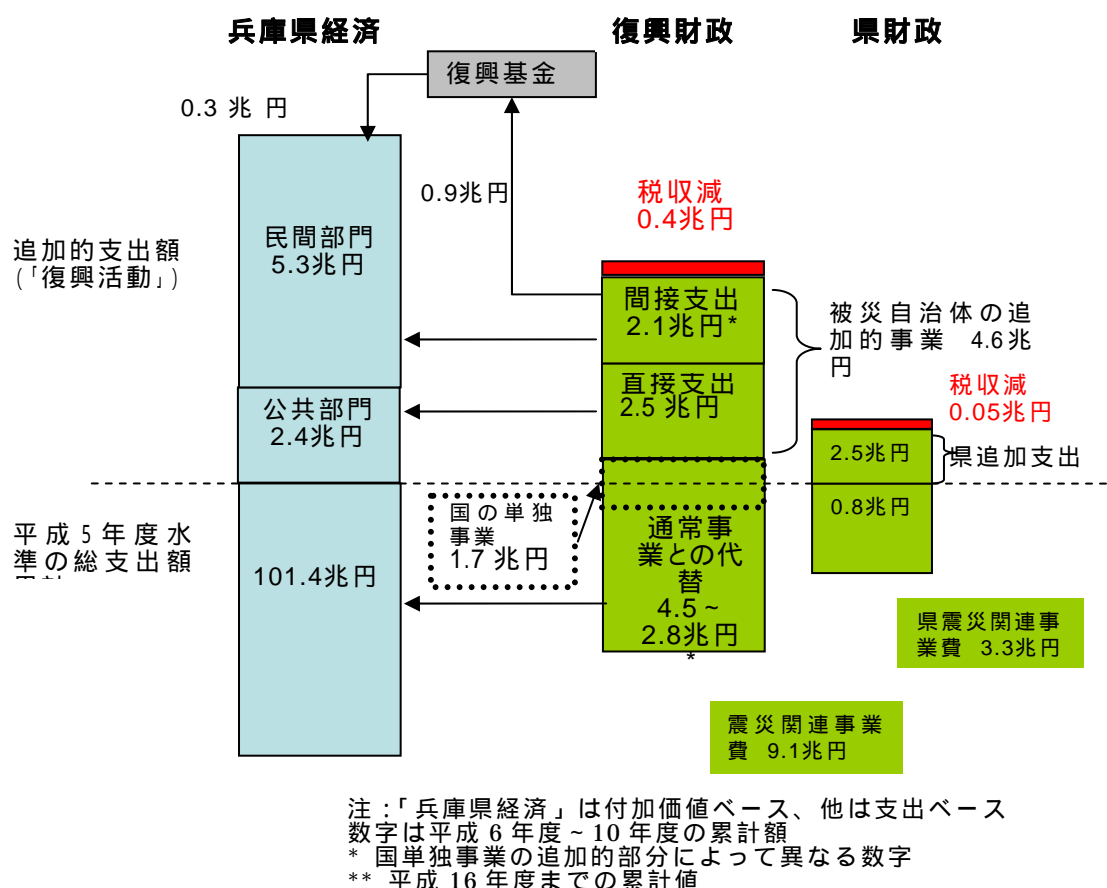 兵庫県経済
復興財政
県財政
復興基金
0.3 兆 円
0.9兆円
税収減
0.4兆円
追加的支出額
(「復興活動」)
民間部門
5.3兆円
間接支出
2.1兆円*
被災自治体の追
加的事業 4.6兆
円
直接支出
2.5 兆円
税収減
0.05兆円
公共部門
2.4兆円
2.5兆円
県追加支出
平成5年度水
準の総支出額
国の単独
事業
1.7 兆円
0.8兆円
通常事
業との代
替
4.5~
2.8兆円
*
101.4兆円
県震災関連事
業費 3.3兆円
震災関連事業
費 9.1兆円
注:「兵庫県経済」は付加価値ベース、他は支出ベース
数字は平成6年度~10年度の累計額
* 国単独事業の追加的部分によって異なる数字
** 平成16年度までの累計値